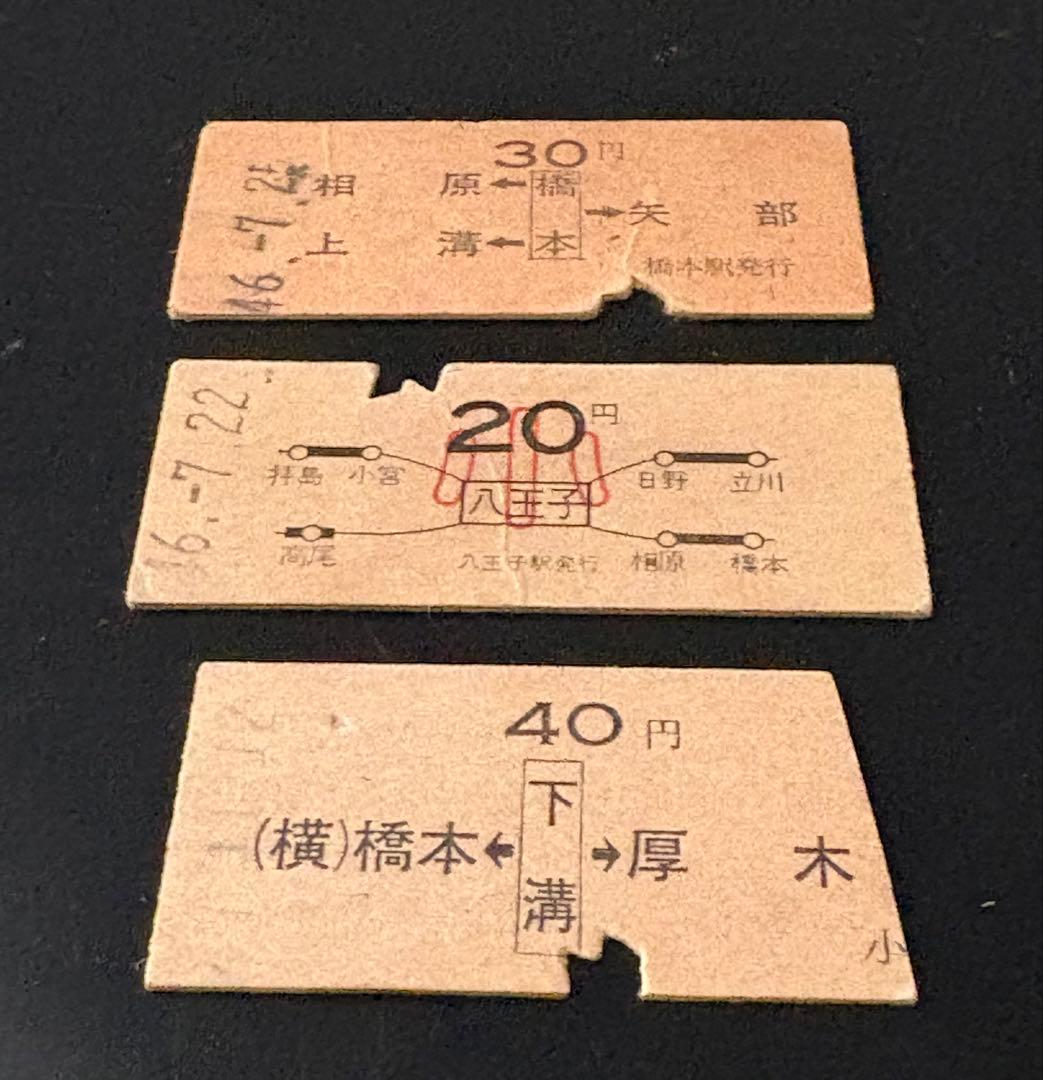 30円
相原←橋本→矢部
上溝←
橋本駅発行
46.-7.2
20円
拝島 小宮 日野 立川
八王子
高尾 八王子駅発行 相原 橋本
46.-7.22
40円
(横)橋本←下溝→厚木
小